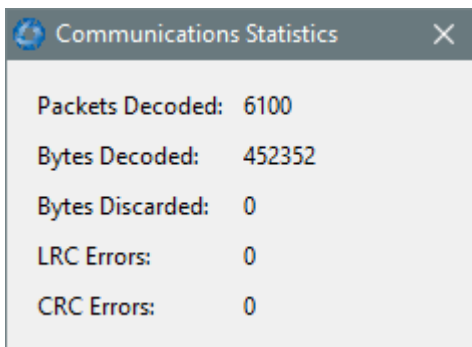 Communications Statistics
Packets Decoded: 6100
Bytes Decoded: 452352
Bytes Discarded: 0
LRC Errors: 0
CRC Errors: 0